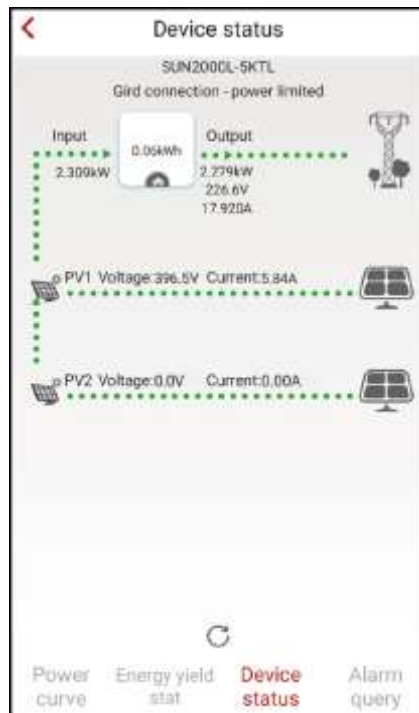 Device status
SUN2000L-5KTL
Gird connection - power limited
Input
Output
0.06kWh
2.309kW
2.279kW
226.6V
17.920A
PV1 Voltage:396.5V Current:5.84A
PV2 Voltage:0.0V Current:0.00A
Power curve
Energy yield stat
Device status
Alarm query